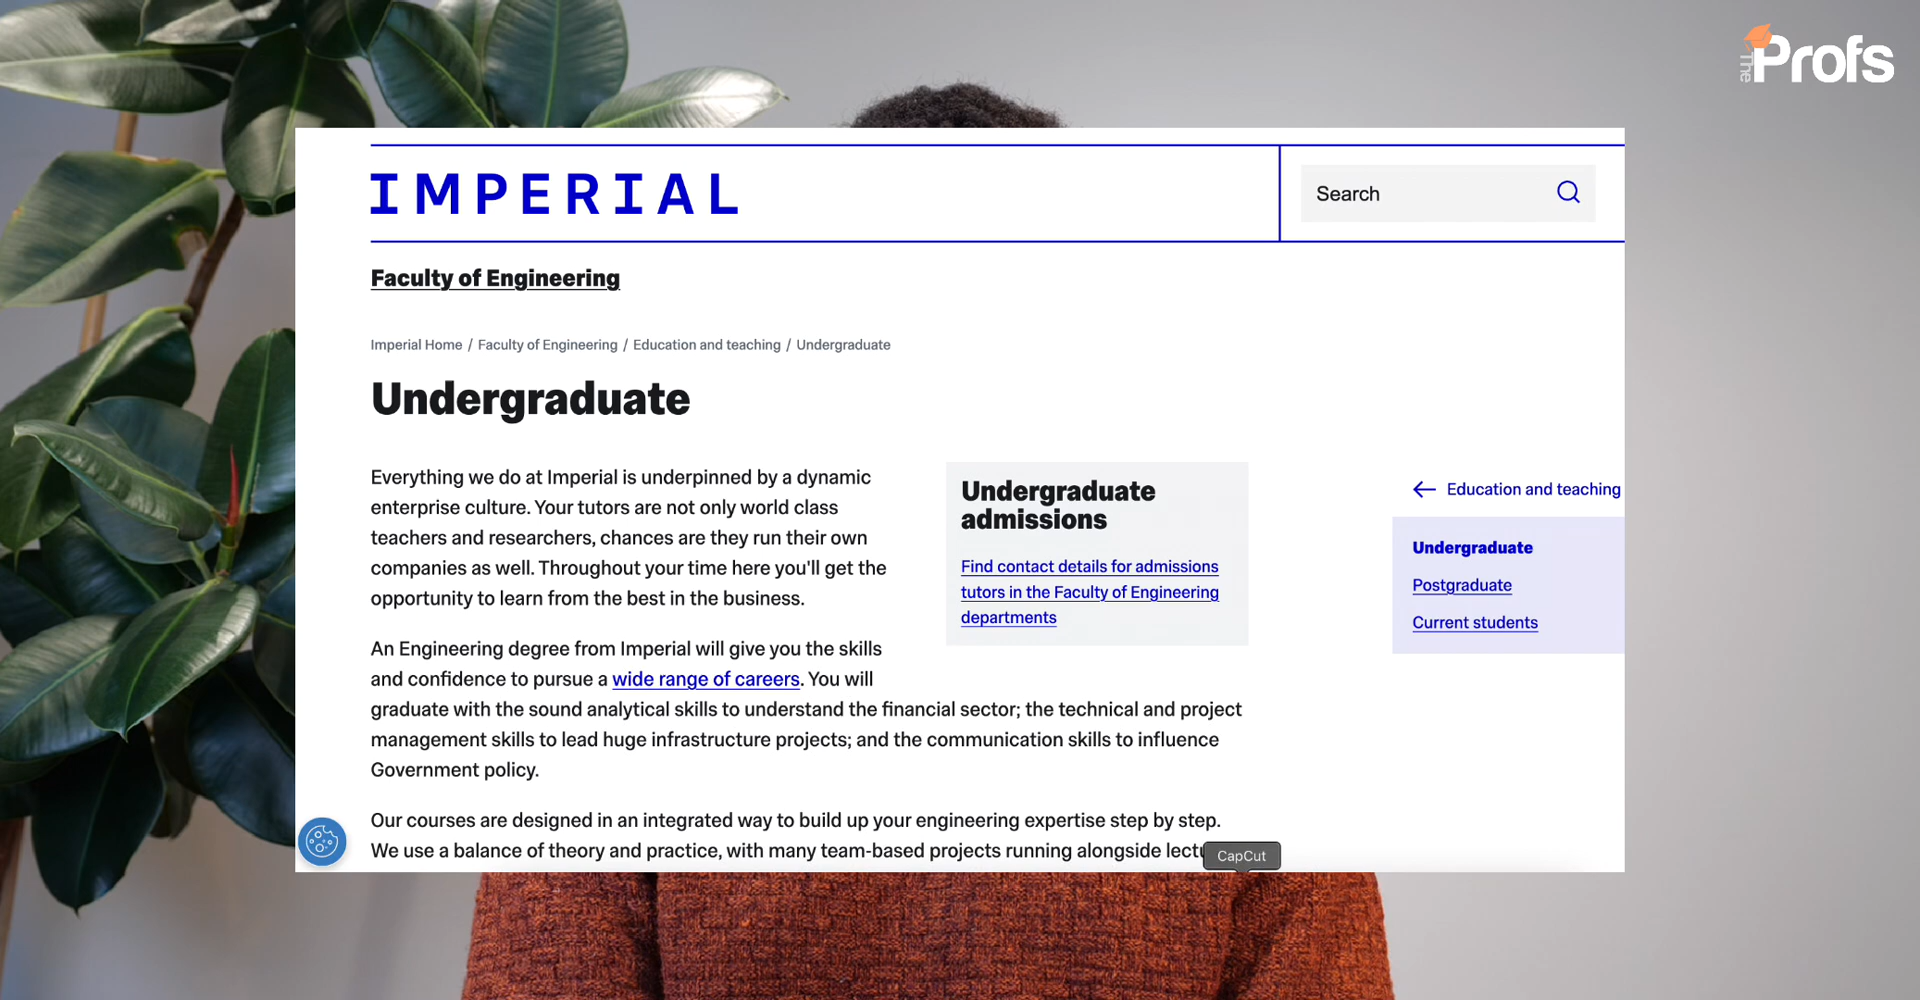 The Profs
IMPERIAL
Search
Faculty of Engineering
Imperial Home / Faculty of Engineering / Education and teaching / Undergraduate
Undergraduate
Everything we do at Imperial is underpinned by a dynamic
enterprise culture. Your tutors are not only world class
teachers and researchers, chances are they run their own
companies as well. Throughout your time here you'll get the
opportunity to learn from the best in the business.
An Engineering degree from Imperial will give you the skills
and confidence to pursue a wide range of careers. You will
graduate with the sound analytical skills to understand the financial sector; the technical and project
management skills to lead huge infrastructure projects; and the communication skills to influence
Government policy.
Our courses are designed in an integrated way to build up your engineering expertise step by step.
We use a balance of theory and practice, with many team-based projects running alongside
CapCut
Undergraduate
admissions
Find contact details for admissions
tutors in the Faculty of Engineering
departments
Education and teaching
Undergraduate
Postgraduate
Current students